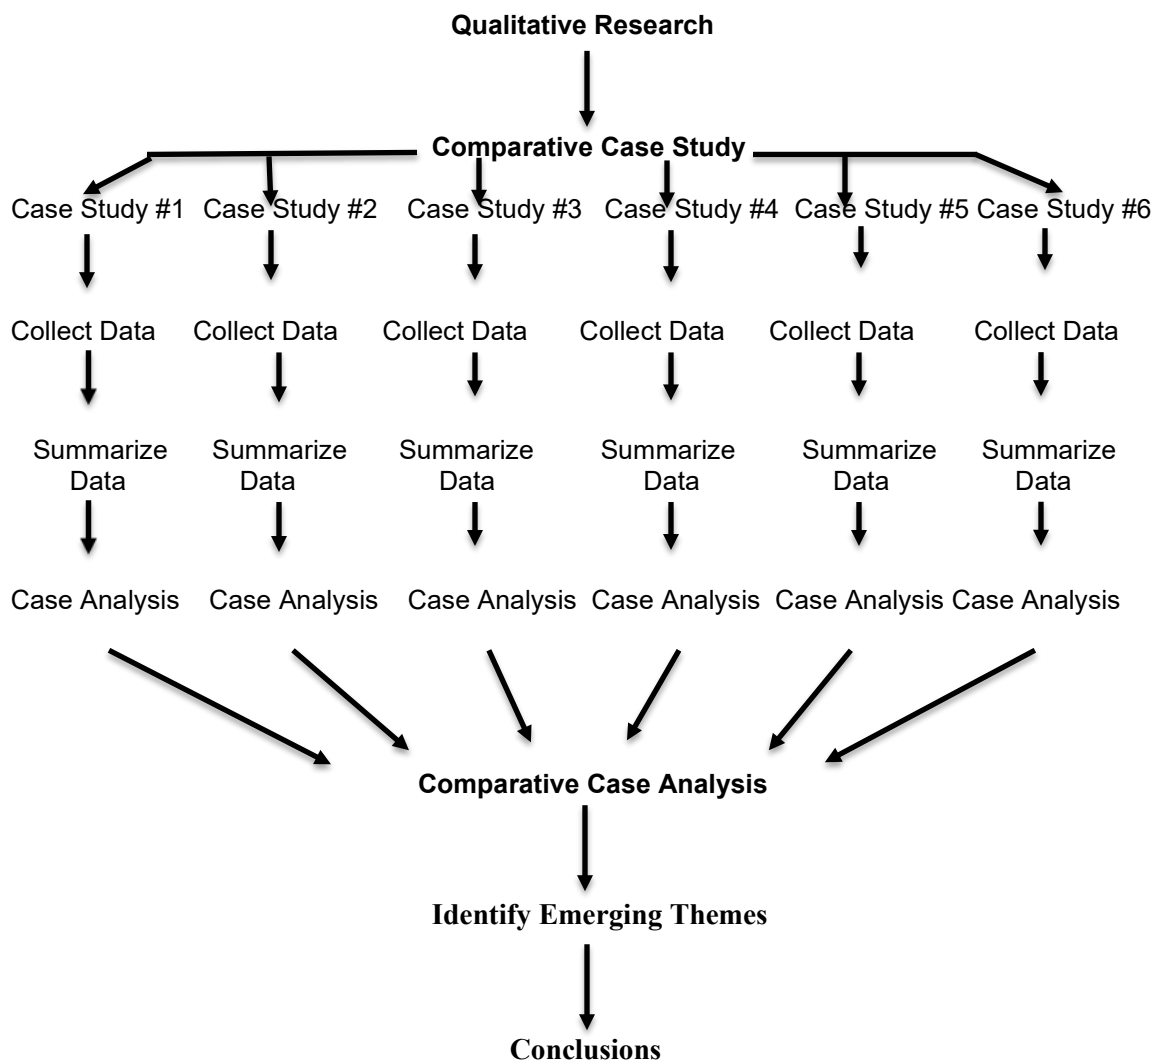 Qualitative Research
Comparative Case Study
Case Study #1 Case Study #2 Case Study #3 Case Study #4 Case Study #5 Case Study #6
Collect Data Collect Data Collect Data Collect Data Collect Data Collect Data
Summarize Summarize Summarize Summarize Summarize Summarize
Data Data Data Data Data Data
Case Analysis Case Analysis Case Analysis Case Analysis Case Analysis Case Analysis
Comparative Case Analysis
Identify Emerging Themes
Conclusions